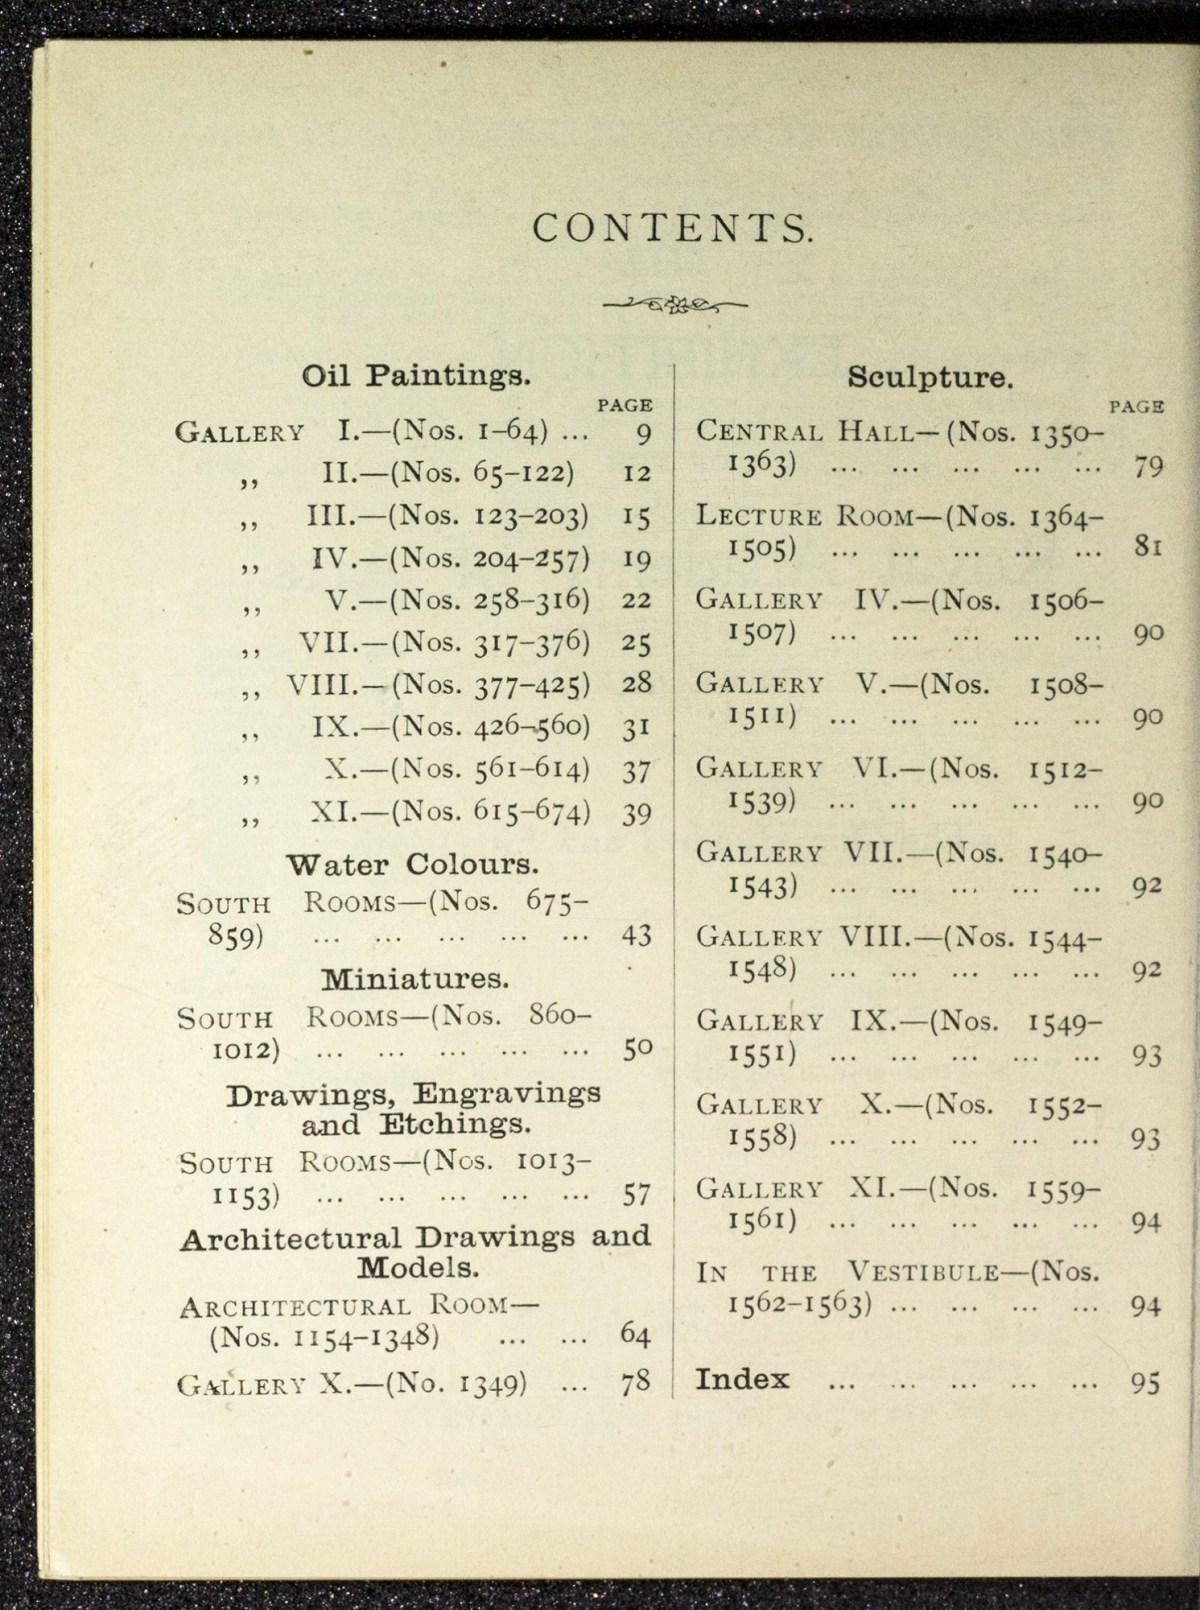 CONTENTS.
Oil Paintings.
PAGE
GALLERY I.—(Nos. 1–64) ... 9
,, II.—(Nos. 65–122) 12
,, III.—(Nos. 123–203) 15
,, IV.—(Nos. 204–257) 19
,, V.—(Nos. 258–316) 22
,, VII.—(Nos. 317–376) 25
,, VIII.—(Nos. 377–425) 28
,, IX.—(Nos. 426–560) 31
,, X.—(Nos. 561–614) 37
,, XI.—(Nos. 615–674) 39
Water Colours.
SOUTH ROOMS—(Nos. 675–
859) ... ... ... ... ... 43
Miniatures.
SOUTH ROOMS—(Nos. 860–
1012) ... ... ... ... ... 50
Drawings, Engravings
and Etchings.
SOUTH ROOMS—(Nos. 1013–
1153) ... ... ... ... ... 57
Architectural Drawings and
Models.
ARCHITECTURAL ROOM—
(Nos. 1154–1348) ... ... 64
GALLERY X.—(No. 1349) ... 78
Sculpture.
PAGE
CENTRAL HALL—(Nos. 1350–
1363) ... ... ... ... ... 79
LECTURE ROOM—(Nos. 1364–
1505) ... ... ... ... ... 81
GALLERY IV.—(Nos. 1506–
1507) ... ... ... ... ... 90
GALLERY V.—(Nos. 1508–
1511) ... ... ... ... ... 90
GALLERY VI.—(Nos. 1512–
1539) ... ... ... ... ... 90
GALLERY VII.—(Nos. 1540–
1543) ... ... ... ... ... 92
GALLERY VIII.—(Nos. 1544–
1548) ... ... ... ... ... 92
GALLERY IX.—(Nos. 1549–
1551) ... ... ... ... ... 93
GALLERY X.—(Nos. 1552–
1558) ... ... ... ... ... 93
GALLERY XI.—(Nos. 1559–
1561) ... ... ... ... ... 94
IN THE VESTIBULE—(Nos.
1562–1563) ... ... ... ... 94
Index ... ... ... ... ... 95